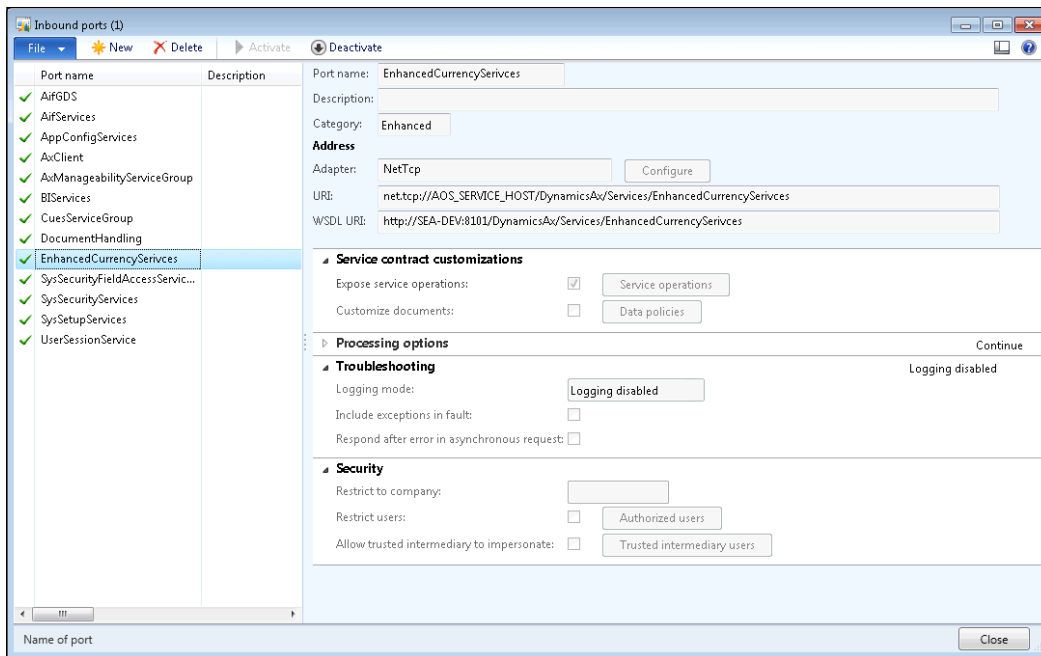 Inbound ports (1)
File New Delete Activate Deactivate
Port name Description
AifGDS
AifServices
AppConfigServices
AxClient
AxManageabilityServiceGroup
BIServices
CuesServiceGroup
DocumentHandling
EnhancedCurrencySerivces
SysSecurityFieldAccessServic...
SysSecurityServices
SysSetupServices
UserSessionService
Port name: EnhancedCurrencySerivces
Description:
Category: Enhanced
Address
Adapter: NetTcp Configure
URI: net.tcp://AOS_SERVICE_HOST/DynamicsAx/Services/EnhancedCurrencySerivces
WSDL URI: http://SEA-DEV:8101/DynamicsAx/Services/EnhancedCurrencySerivces
Service contract customizations
Expose service operations: Service operations
Customize documents: Data policies
Processing options Continue
Troubleshooting Logging disabled
Logging mode: Logging disabled
Include exceptions in fault:
Respond after error in asynchronous request:
Security
Restrict to company:
Restrict users: Authorized users
Allow trusted intermediary to impersonate: Trusted intermediary users
Name of port Close